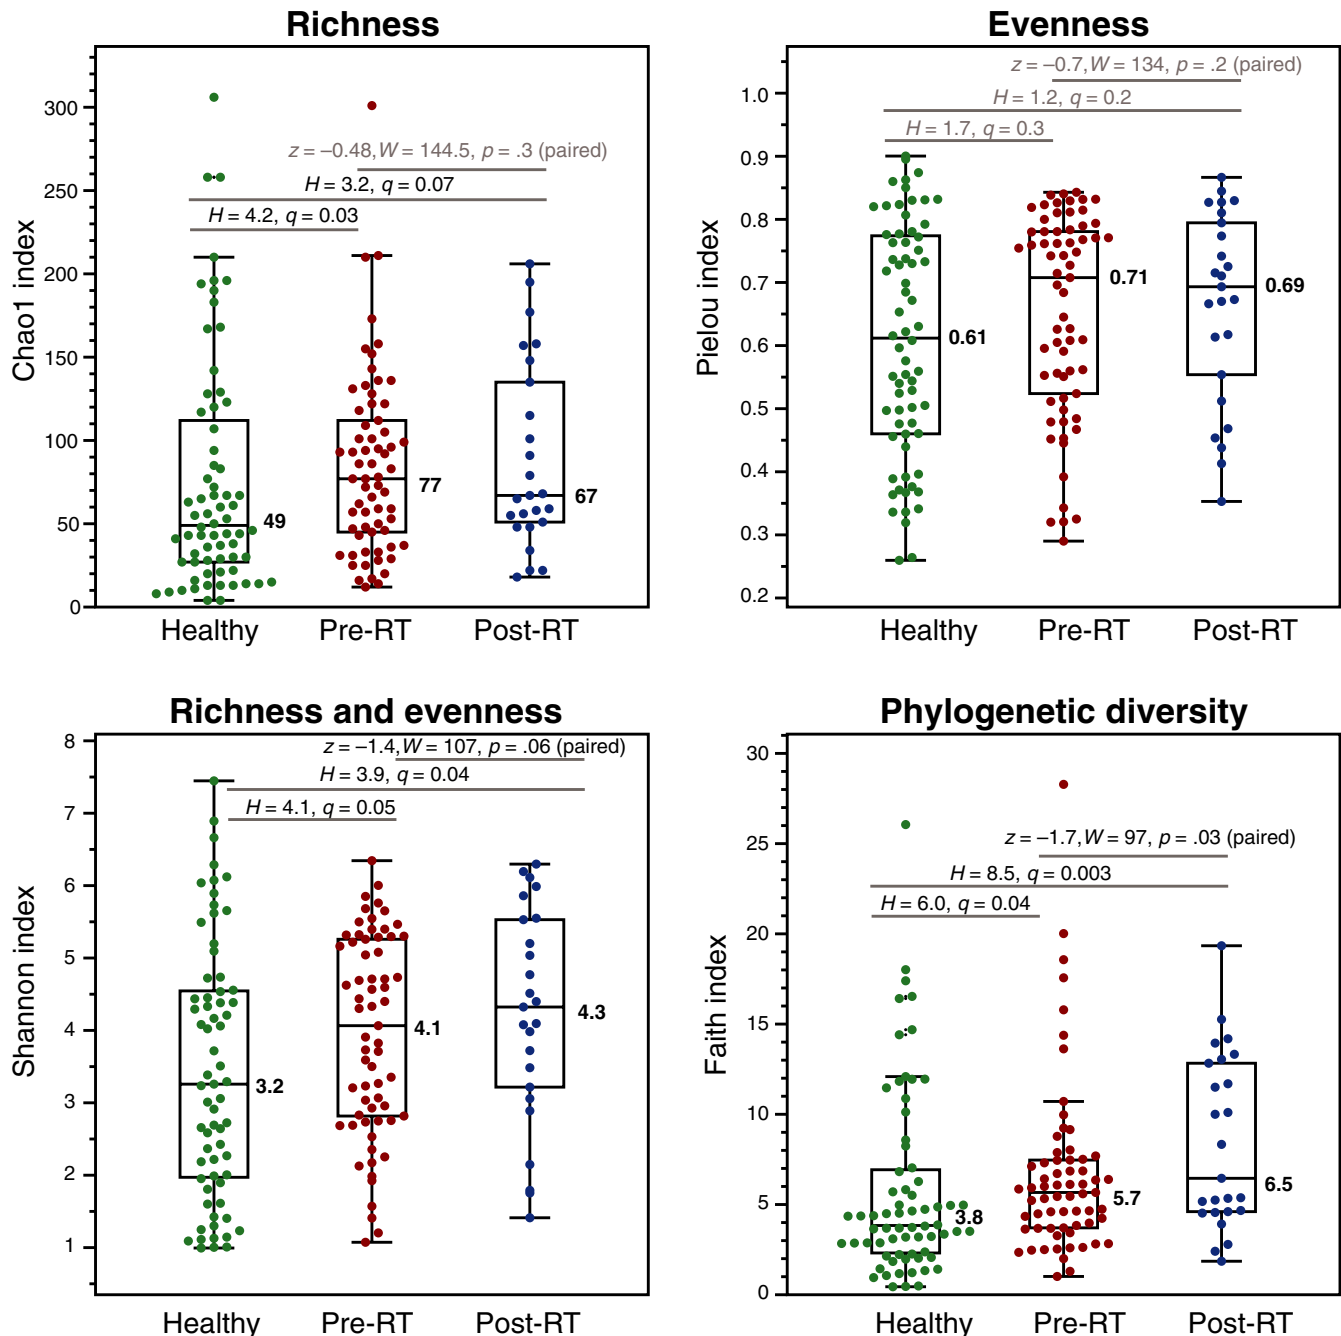 Richness
Chao1 index
300
250
200
150
100
50
0
z = –0.48, W = 144.5, p = .3 (paired)
H = 3.2, q = 0.07
H = 4.2, q = 0.03
49
77
67
Healthy Pre-RT Post-RT
Evenness
Pielou index
1.0
0.9
0.8
0.7
0.6
0.5
0.4
0.3
0.2
z = –0.7, W = 134, p = .2 (paired)
H = 1.2, q = 0.2
H = 1.7, q = 0.3
0.61
0.71
0.69
Healthy Pre-RT Post-RT
Richness and evenness
Shannon index
8
7
6
5
4
3
2
1
z = –1.4, W = 107, p = .06 (paired)
H = 3.9, q = 0.04
H = 4.1, q = 0.05
3.2
4.1
4.3
Healthy Pre-RT Post-RT
Phylogenetic diversity
Faith index
30
25
20
15
10
5
0
z = –1.7, W = 97, p = .03 (paired)
H = 8.5, q = 0.003
H = 6.0, q = 0.04
3.8
5.7
6.5
Healthy Pre-RT Post-RT